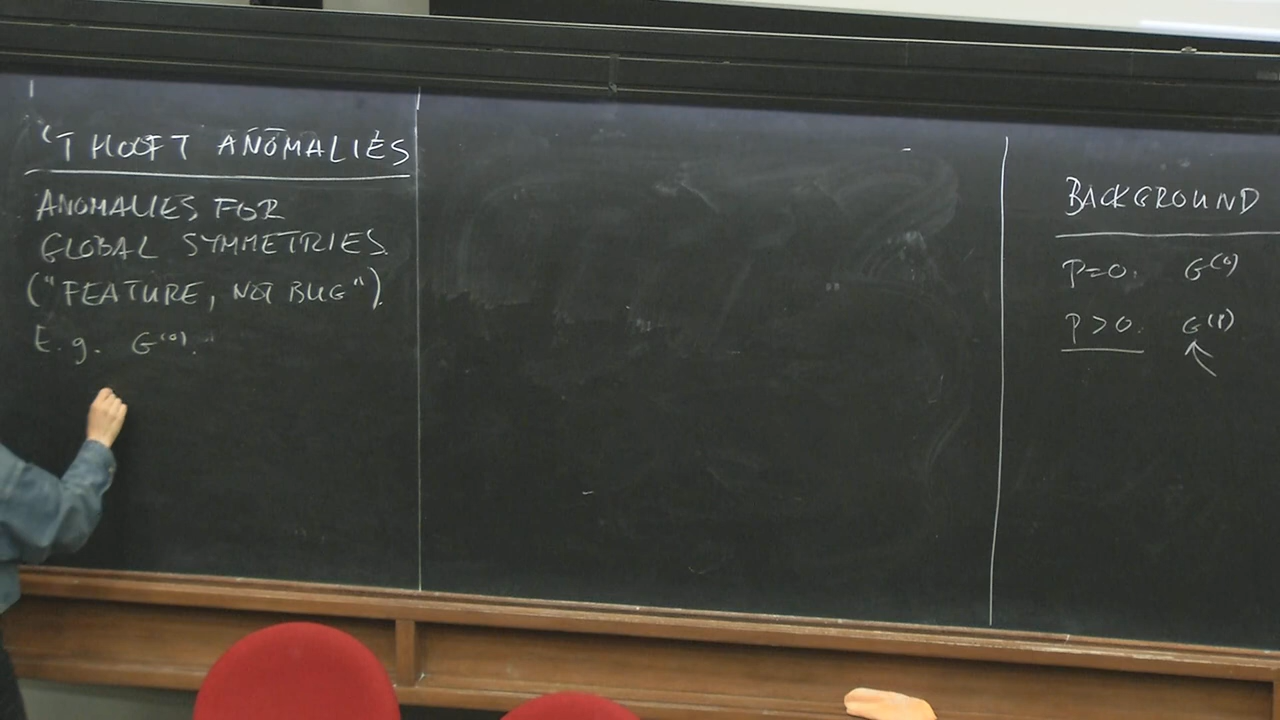 'T HOOFT ANOMALIES
ANOMALIES FOR
GLOBAL SYMMETRIES
("FEATURE, NOT BUG").
E.g. G^(0).
BACKGROUND
P=0. G^(0)
P>0. G^(P)